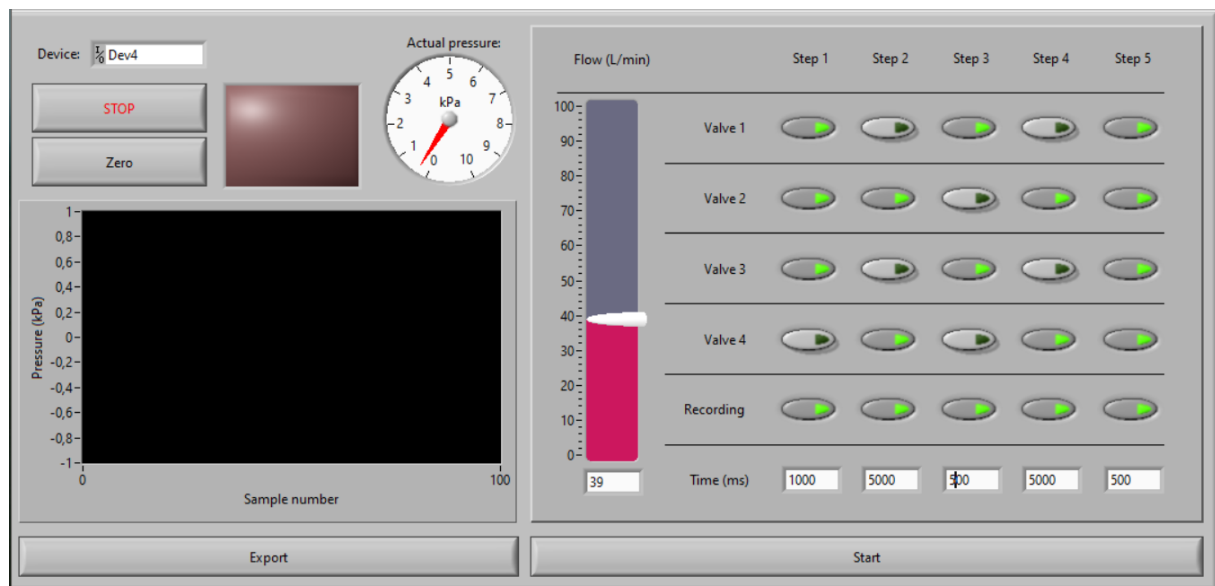 Device: I/O Dev4
STOP
Zero
Actual pressure:
0 1 2 3 4 5 6 7 8 9 10
kPa
Pressure (kPa)
1
0,8
0,6
0,4
0,2
0
-0,2
-0,4
-0,6
-0,8
-1
0 100
Sample number
Export
Flow (L/min) Step 1 Step 2 Step 3 Step 4 Step 5
100
90
80
70
60
50
40
30
20
10
0
39
Valve 1
Valve 2
Valve 3
Valve 4
Recording
Time (ms) 1000 5000 500 5000 500
Start